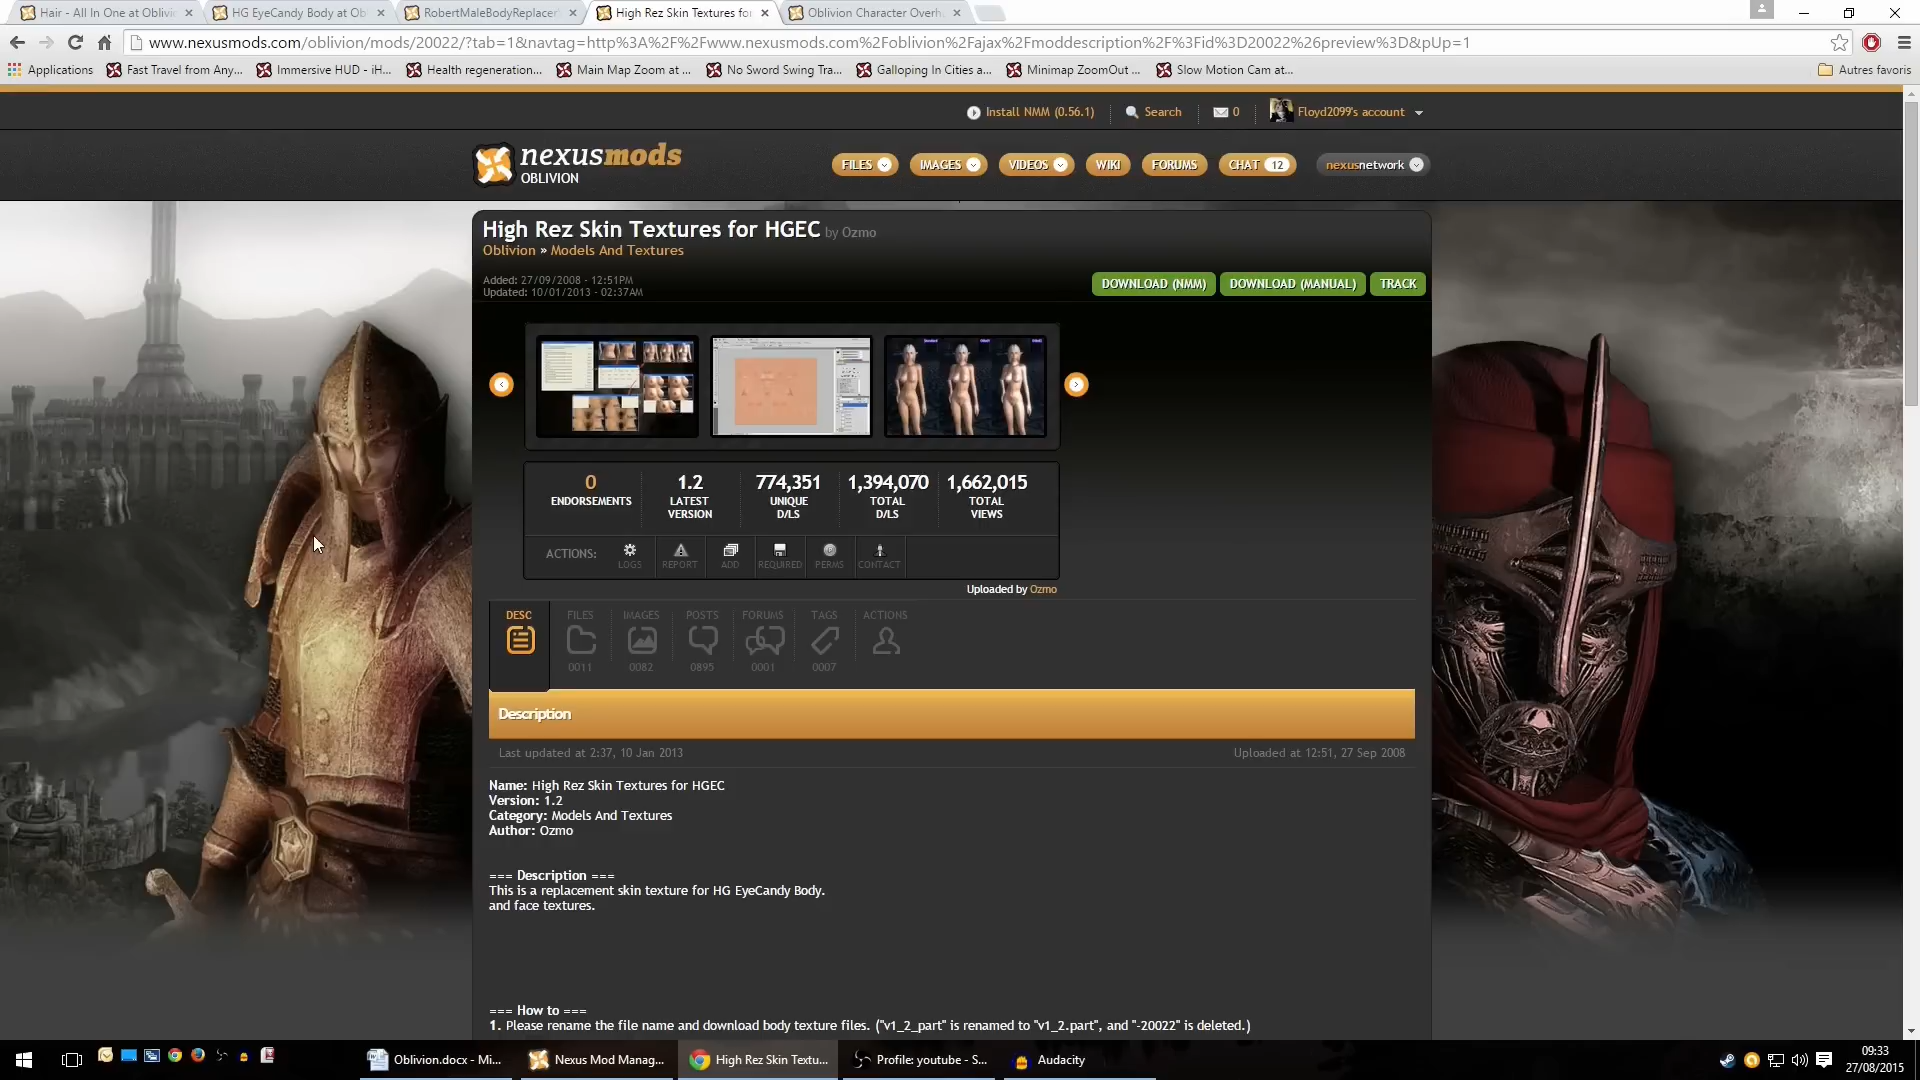 Hair - All In One at Oblivi
HG EyeCandy Body at Ob
RobertMaleBodyReplacer
High Rez Skin Textures for
Oblivion Character Overh
www.nexusmods.com/oblivion/mods/20022/?tab=1&navtag=http%3A%2F%2Fwww.nexusmods.com%2Foblivion%2Fajax%2Fmoddescription%2F%3Fid%3D20022%26preview%3D&pUp=1
Applications
Fast Travel from Any...
Immersive HUD - iH...
Health regeneration...
Main Map Zoom at ...
No Sword Swing Tra...
Galloping In Cities a...
Minimap ZoomOut ...
Slow Motion Cam at...
Autres favoris
Install NMM (0.56.1)
Search
0
Floyd2099's account
nexusmods
OBLIVION
FILES
IMAGES
VIDEOS
WIKI
FORUMS
CHAT 12
nexusnetwork
High Rez Skin Textures for HGEC by Ozmo
Oblivion » Models And Textures
Added: 27/09/2008 - 12:51PM
Updated: 10/01/2013 - 02:37AM
DOWNLOAD (NMM)
DOWNLOAD (MANUAL)
TRACK
0
ENDORSEMENTS
1.2
LATEST
VERSION
774,351
UNIQUE
D/LS
1,394,070
TOTAL
D/LS
1,662,015
TOTAL
VIEWS
ACTIONS:
LOGS
REPORT
ADD
REQUIRED
PERMS
CONTACT
Uploaded by Ozmo
DESC
FILES
0011
IMAGES
0082
POSTS
0895
FORUMS
0001
TAGS
0007
ACTIONS
Description
Last updated at 2:37, 10 Jan 2013
Uploaded at 12:51, 27 Sep 2008
Name: High Rez Skin Textures for HGEC
Version: 1.2
Category: Models And Textures
Author: Ozmo
=== Description ===
This is a replacement skin texture for HG EyeCandy Body.
and face textures.
=== How to ===
1. Please rename the file name and download body texture files. ("v1_2_part" is renamed to "v1_2.part", and "-20022" is deleted.)
Oblivion.docx - Mi...
Nexus Mod Manag...
High Rez Skin Textu...
Profile: youtube - S...
Audacity
09:33
27/08/2015